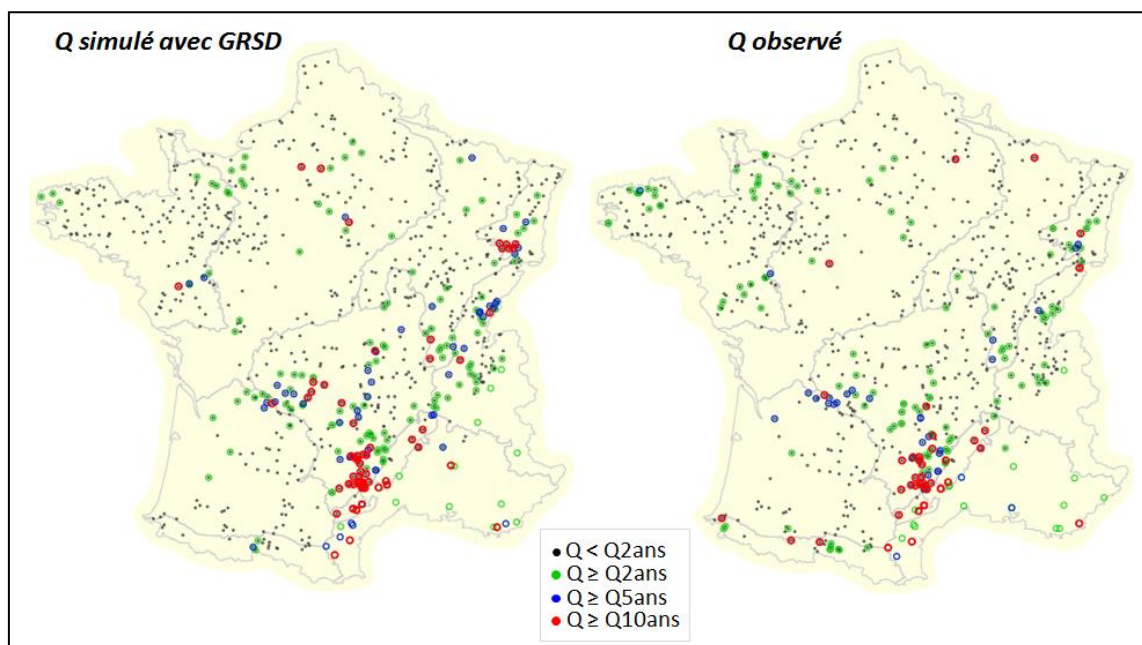 Q simulé avec GRSD
Q observé
Q < Q2ans
Q ≥ Q2ans
Q ≥ Q5ans
Q ≥ Q10ans